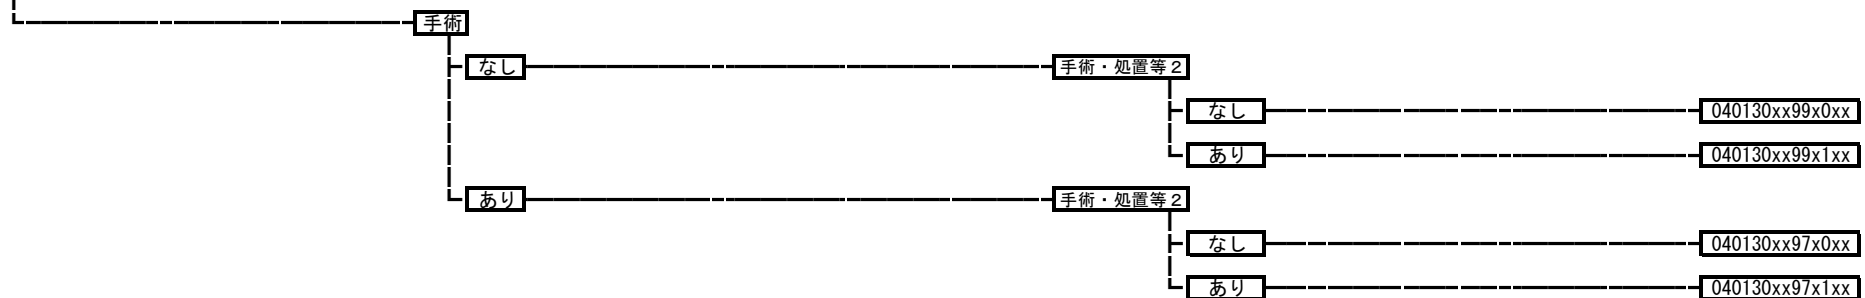 手術
なし 手術・処置等２
なし 040130xx99x0xx
あり 040130xx99x1xx
あり 手術・処置等２
なし 040130xx97x0xx
あり 040130xx97x1xx